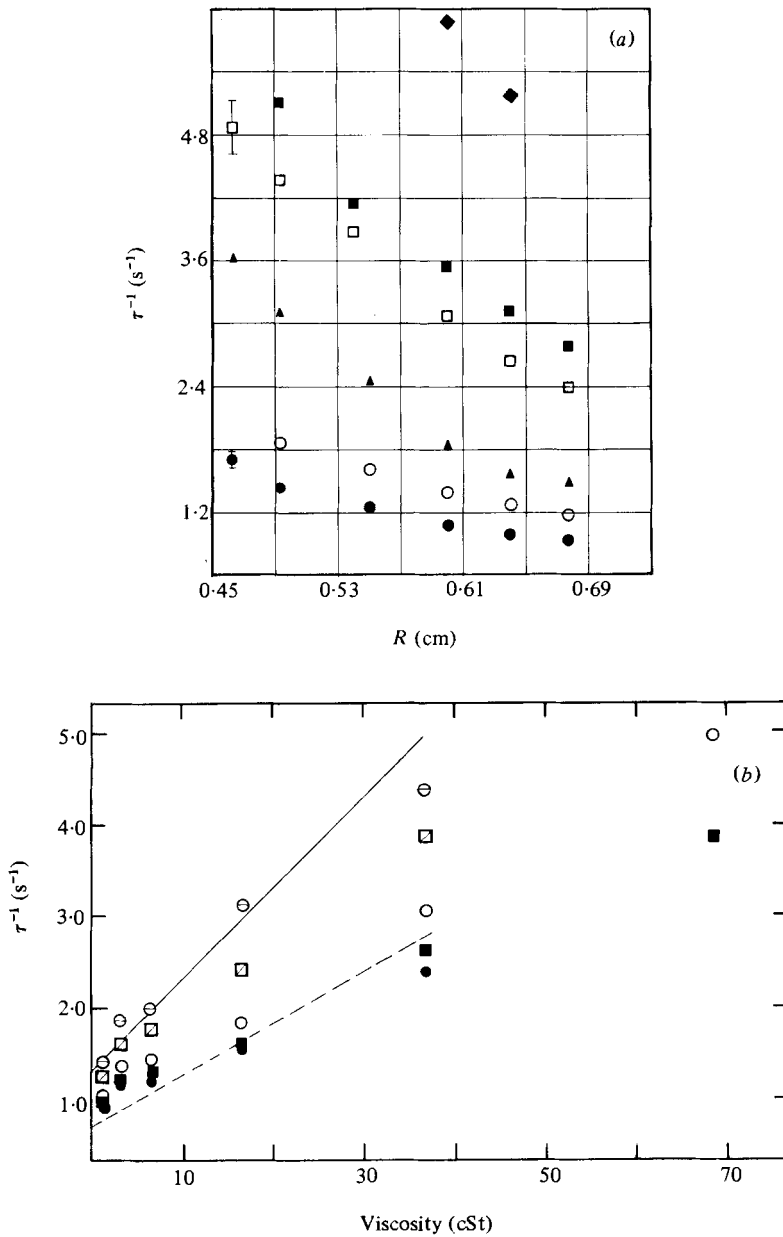 (a)
4·8
3·6
2·4
1·2
τ⁻¹ (s⁻¹)
0·45 0·53 0·61 0·69
R (cm)
(b)
5·0
4·0
3·0
2·0
1·0
τ⁻¹ (s⁻¹)
10 30 50 70
Viscosity (cSt)